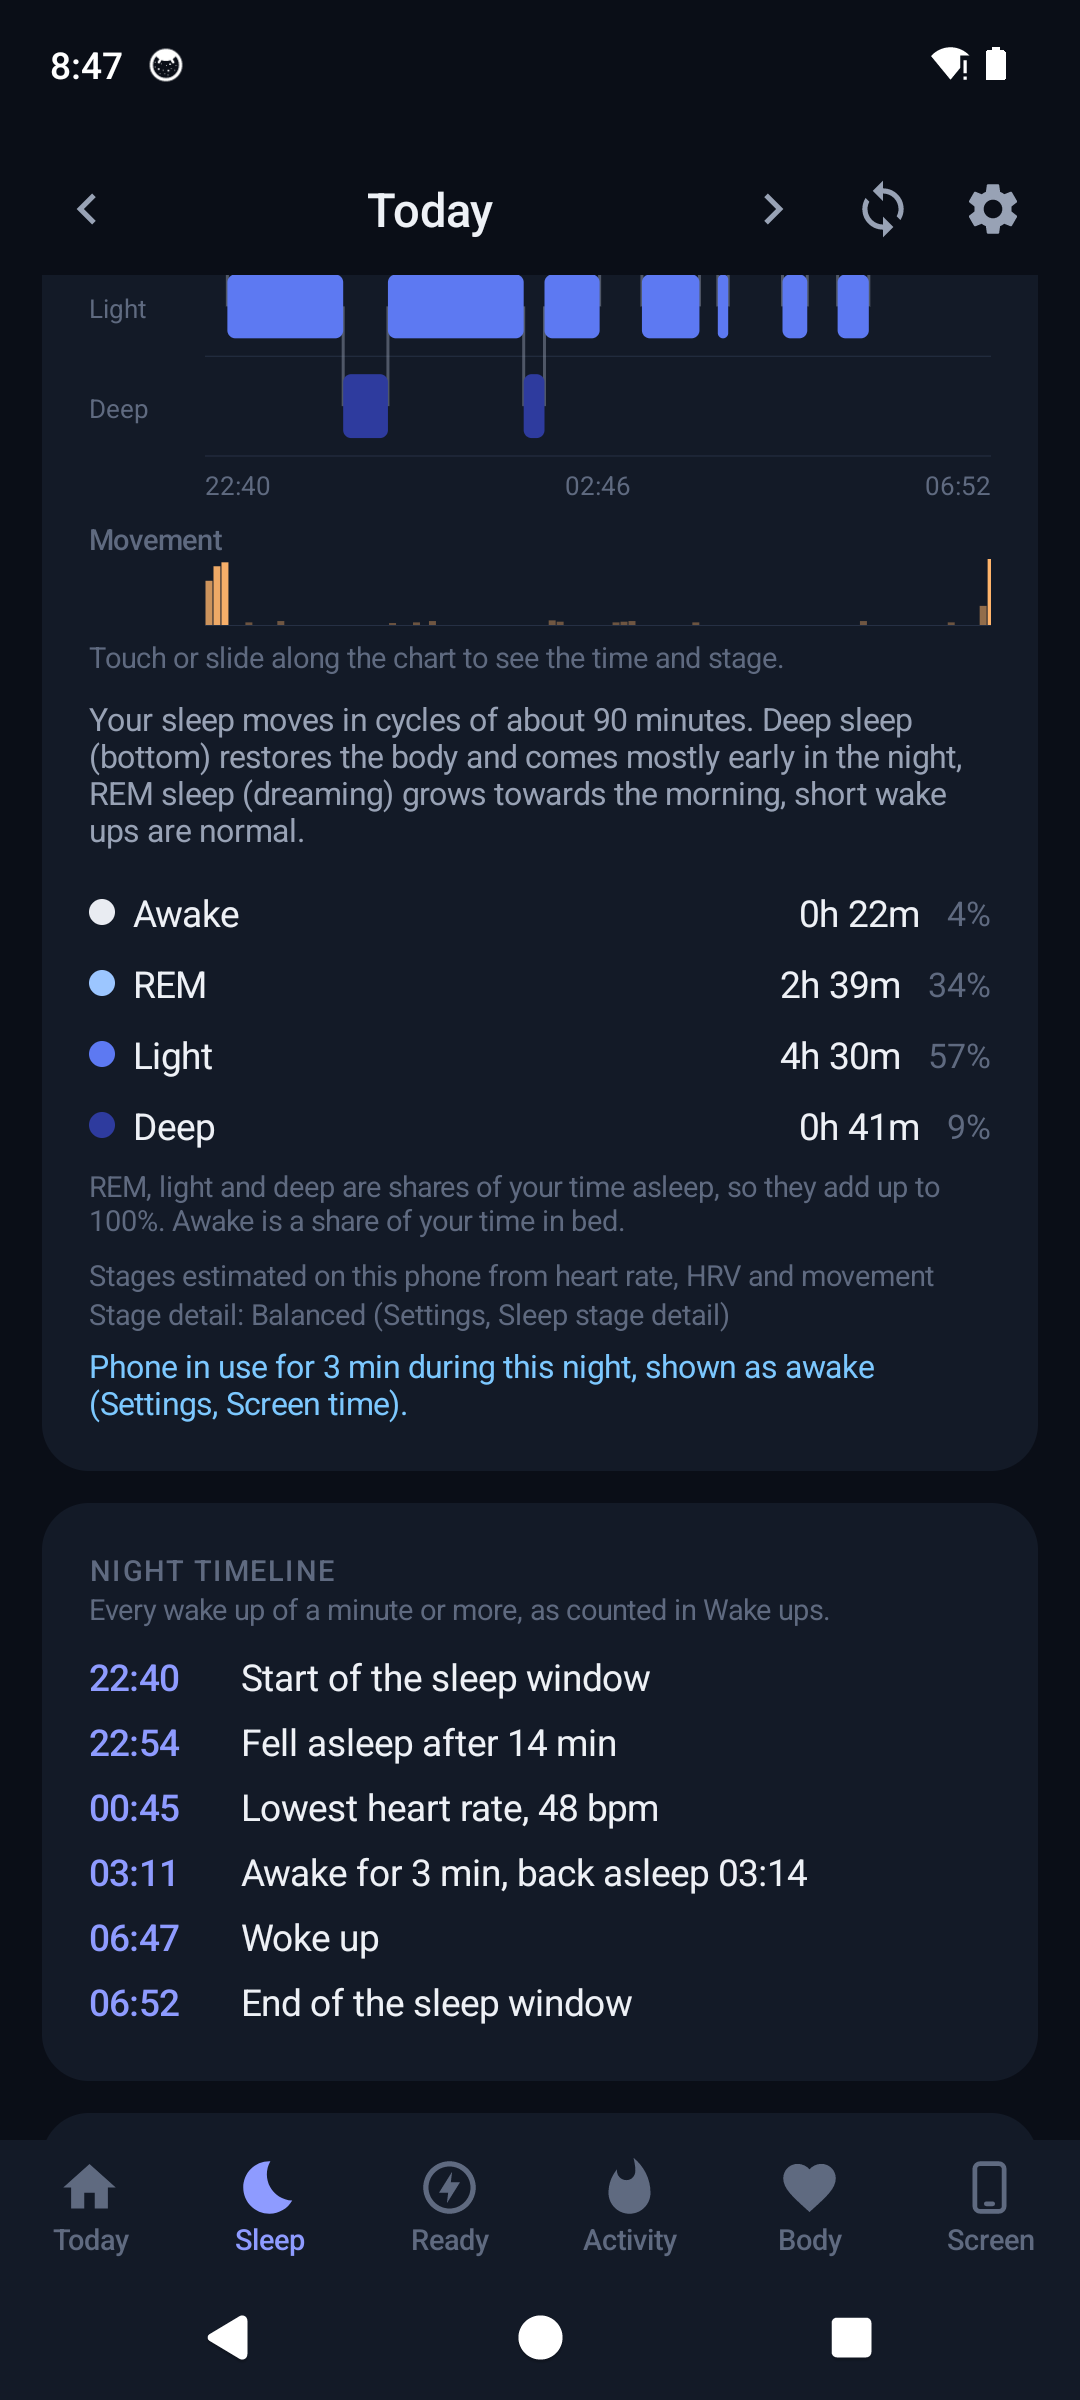 8:47
Today
Light
Deep
22:40 02:46 06:52
Movement
Touch or slide along the chart to see the time and stage.
Your sleep moves in cycles of about 90 minutes. Deep sleep
(bottom) restores the body and comes mostly early in the night,
REM sleep (dreaming) grows towards the morning, short wake
ups are normal.
Awake 0h 22m 4%
REM 2h 39m 34%
Light 4h 30m 57%
Deep 0h 41m 9%
REM, light and deep are shares of your time asleep, so they add up to
100%. Awake is a share of your time in bed.
Stages estimated on this phone from heart rate, HRV and movement
Stage detail: Balanced (Settings, Sleep stage detail)
Phone in use for 3 min during this night, shown as awake
(Settings, Screen time).
NIGHT TIMELINE
Every wake up of a minute or more, as counted in Wake ups.
22:40 Start of the sleep window
22:54 Fell asleep after 14 min
00:45 Lowest heart rate, 48 bpm
03:11 Awake for 3 min, back asleep 03:14
06:47 Woke up
06:52 End of the sleep window
Today Sleep Ready Activity Body Screen